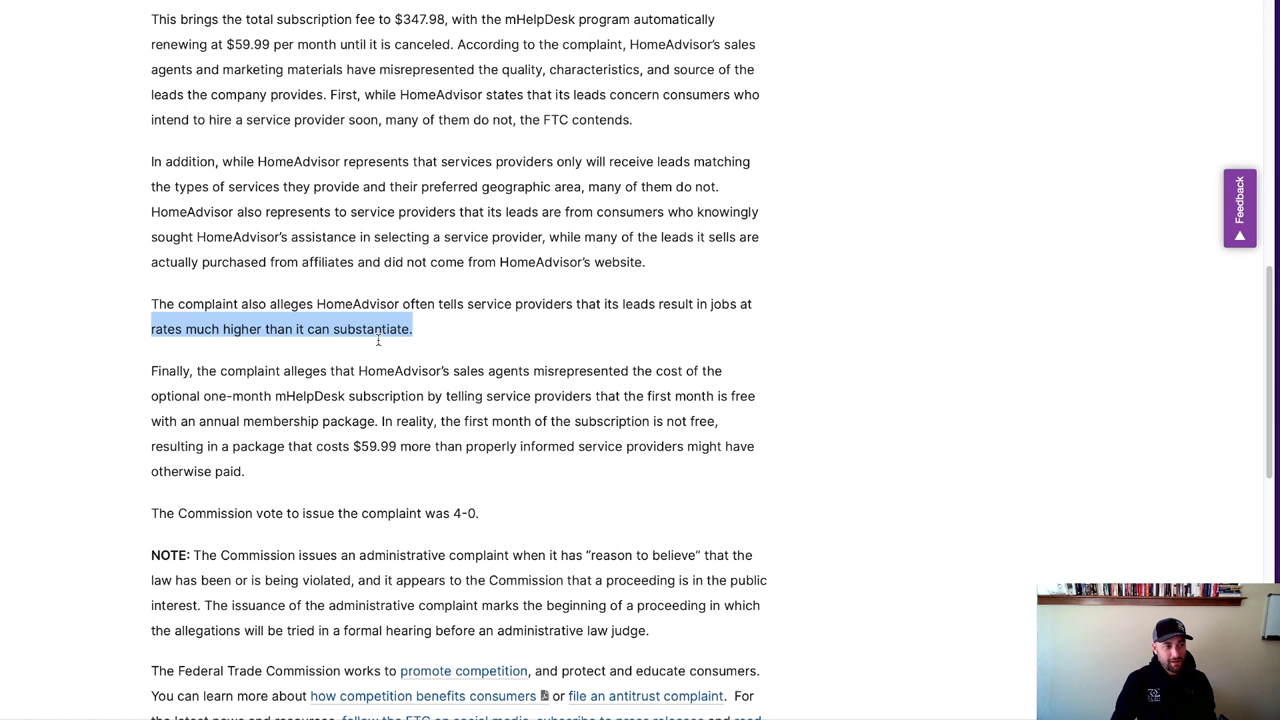 This brings the total subscription fee to $347.98, with the mHelpDesk program automatically
renewing at $59.99 per month until it is canceled. According to the complaint, HomeAdvisor’s sales
agents and marketing materials have misrepresented the quality, characteristics, and source of the
leads the company provides. First, while HomeAdvisor states that its leads concern consumers who
intend to hire a service provider soon, many of them do not, the FTC contends.
In addition, while HomeAdvisor represents that services providers only will receive leads matching
the types of services they provide and their preferred geographic area, many of them do not.
HomeAdvisor also represents to service providers that its leads are from consumers who knowingly
sought HomeAdvisor’s assistance in selecting a service provider, while many of the leads it sells are
actually purchased from affiliates and did not come from HomeAdvisor’s website.
The complaint also alleges HomeAdvisor often tells service providers that its leads result in jobs at
rates much higher than it can substantiate.
Finally, the complaint alleges that HomeAdvisor’s sales agents misrepresented the cost of the
optional one-month mHelpDesk subscription by telling service providers that the first month is free
with an annual membership package. In reality, the first month of the subscription is not free,
resulting in a package that costs $59.99 more than properly informed service providers might have
otherwise paid.
The Commission vote to issue the complaint was 4-0.
NOTE: The Commission issues an administrative complaint when it has “reason to believe” that the
law has been or is being violated, and it appears to the Commission that a proceeding is in the public
interest. The issuance of the administrative complaint marks the beginning of a proceeding in which
the allegations will be tried in a formal hearing before an administrative law judge.
The Federal Trade Commission works to promote competition, and protect and educate consumers.
You can learn more about how competition benefits consumers or file an antitrust complaint. For
the latest news and resources, follow the FTC on social media, subscribe to press releases and read
Feedback